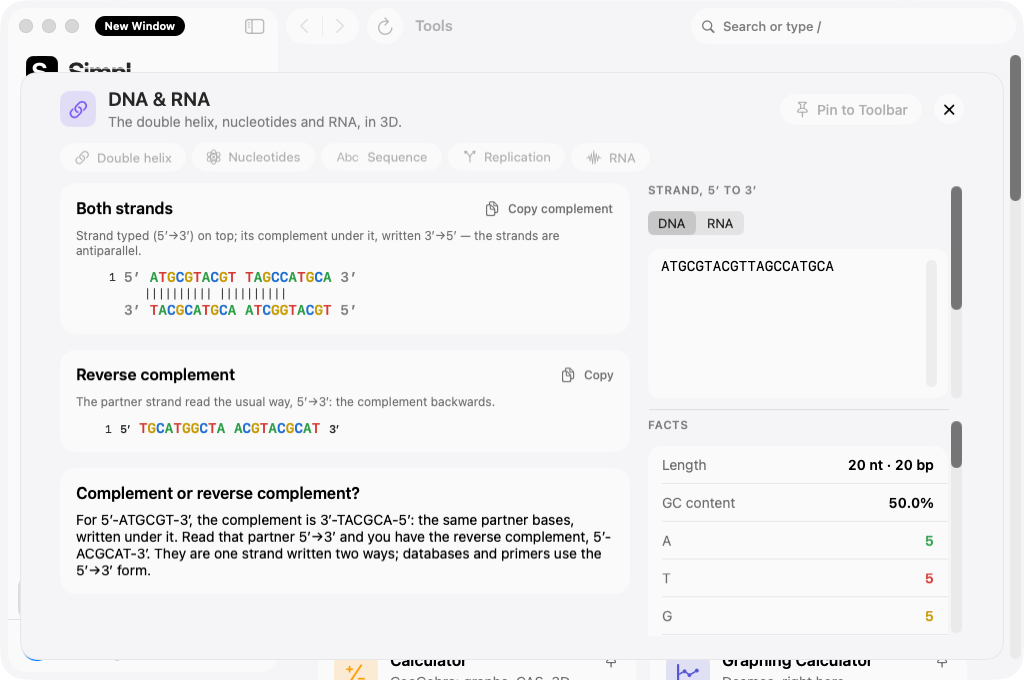 New Window
Tools
Search or type /
DNA & RNA
The double helix, nucleotides and RNA, in 3D.
Pin to Toolbar
Double helix
Nucleotides
Abc Sequence
Replication
RNA
Both strands
Copy complement
Strand typed (5′→3′) on top; its complement under it, written 3′→5′ — the strands are
antiparallel.
1 5′ ATGCGTACGT TAGCCATGCA 3′
|||||||||| ||||||||||
3′ TACGCATGCA ATCGGTACGT 5′
Reverse complement
Copy
The partner strand read the usual way, 5′→3′: the complement backwards.
1 5′ TGCATGGCTA ACGTACGCAT 3′
Complement or reverse complement?
For 5′-ATGCGT-3′, the complement is 3′-TACGCA-5′: the same partner bases,
written under it. Read that partner 5′→3′ and you have the reverse complement, 5′-
ACGCAT-3′. They are one strand written two ways; databases and primers use the
5′→3′ form.
STRAND, 5′ TO 3′
DNA
RNA
ATGCGTACGTTAGCCATGCA
FACTS
Length 20 nt · 20 bp
GC content 50.0%
A 5
T 5
G 5
Calculator
Graphing Calculator